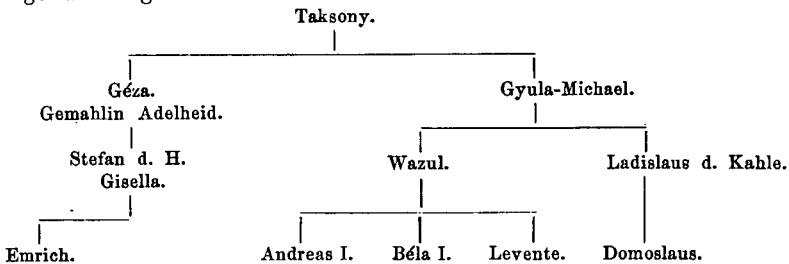 Taksony.
Géza.
Gyula-Michael.
Gemahlin Adelheid.
Stefan d. H.
Wazul.
Ladislaus d. Kahle.
Gisella.
Emrich.
Andreas I.
Béla I.
Levente.
Domoslaus.